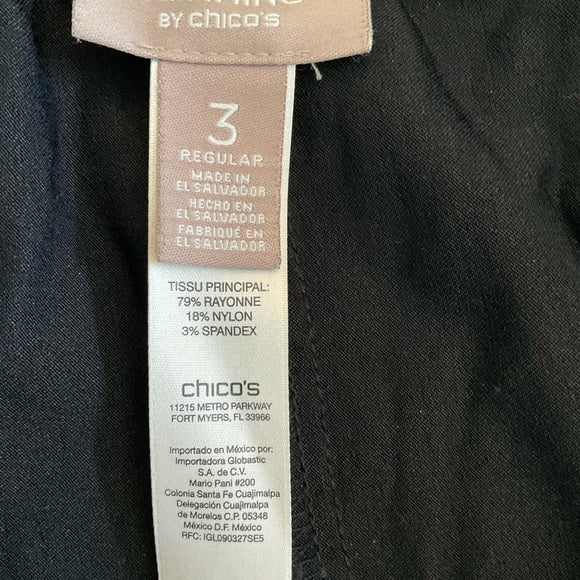 BY chico's
3
REGULAR
MADE IN
EL SALVADOR
HECHO EN
EL SALVADOR
FABRIQUÉ EN
EL SALVADOR
TISSU PRINCIPAL:
79% RAYONNE
18% NYLON
3% SPANDEX
chico's
11215 METRO PARKWAY
FORT MYERS, FL 33966
Importado en México por:
Importadora Globastic
S.A. de C.V.
Mario Pani #200
Colonia Santa Fe Cuajimalpa
Delegación Cuajimalpa
de Morelos C.P. 05348
México D.F. México
RFC: IGL090327SE5